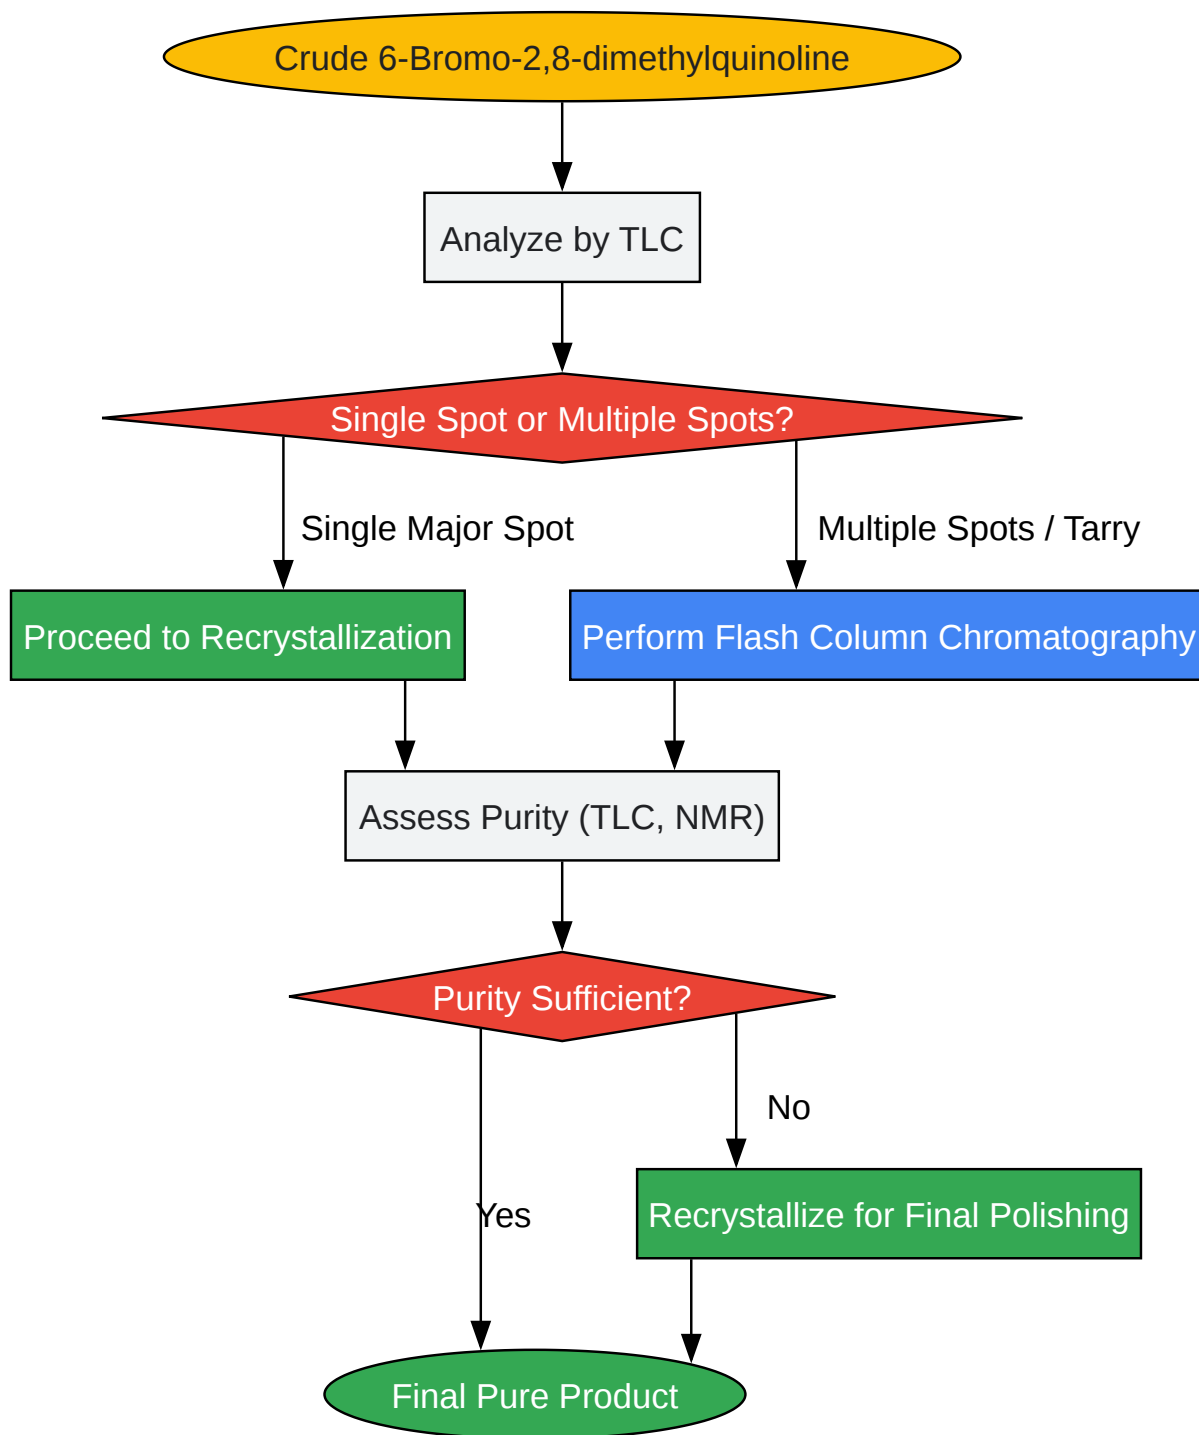 Crude 6-Bromo-2,8-dimethylquinoline
Analyze by TLC
Single Spot or Multiple Spots?
Single Major Spot
Multiple Spots / Tarry
Proceed to Recrystallization
Perform Flash Column Chromatography
Assess Purity (TLC, NMR)
Purity Sufficient?
No
Yes
Recrystallize for Final Polishing
Final Pure Product